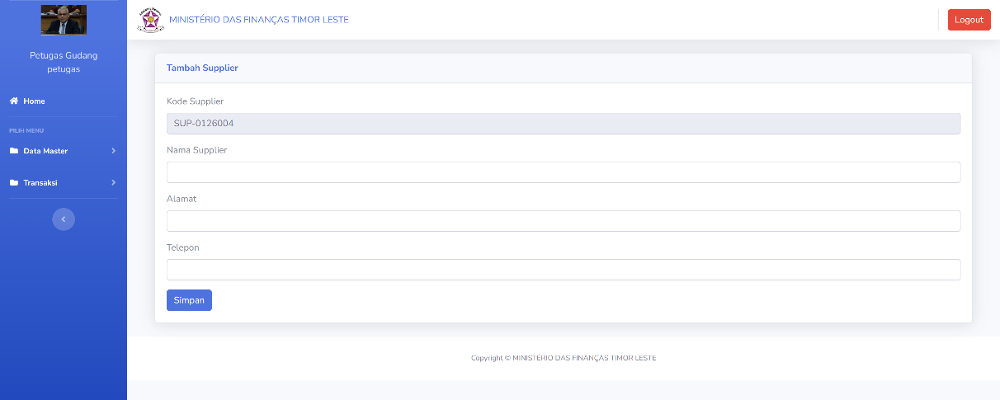 MINISTÉRIO DAS FINANÇAS TIMOR LESTE
Logout
Petugas Gudang
petugas
Home
PILIH MENU
Data Master
Transaksi
Tambah Supplier
Kode Supplier
SUP-0126004
Nama Supplier
Alamat
Telepon
Simpan
Copyright © MINISTÉRIO DAS FINANÇAS TIMOR LESTE